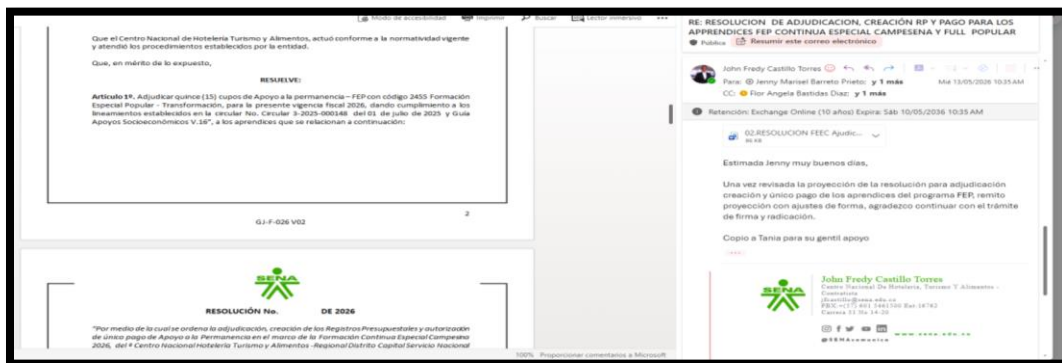 Modo de accesibilidad Imprimir Buscar Lector inmersivo ...
Que el Centro Nacional de Hotelería Turismo y Alimentos, actuó conforme a la normatividad vigente
y atendió los procedimientos establecidos por la entidad.
Que, en mérito de lo expuesto,
RESUELVE:
Artículo 1º. Adjudicar quince (15) cupos de Apoyo a la permanencia – FEP con código 3455 Formación
Especial Popular - Transformación, para la presente vigencia fiscal 2026, dando cumplimiento a los
lineamientos establecidos en la circular No. Circular 3-2025-000148 del 01 de julio de 2025 y Guía
Apoyos Socioeconómicos V.16", a los aprendices que se relacionan a continuación:
2
GJ-F-026 V02
SENA
RESOLUCIÓN No. DE 2026
"Por medio de la cual se ordena la adjudicación, creación de los Registros Presupuestales y autorización
de único pago de Apoyo a la Permanencia en el marco de la Formación Continua Especial Campesina
2026, del Centro Nacional Hotelería Turismo y Alimentos -Regional Distrito Capital Servicio Nacional
100% Proporcionar comentarios a Microsoft
RE: RESOLUCION DE ADJUDICACION, CREACIÓN RP Y PAGO PARA LOS
APRENDICES FEP CONTINUA ESPECIAL CAMPESENA Y FULL POPULAR
Pública Resumir este correo electrónico
John Fredy Castillo Torres
Para: Jenny Marisel Barreto Prieto; y 1 más Mié 13/05/2026 10:35 AM
CC: Flor Angela Bastidas Diaz; y 1 más
Retención: Exchange Online (10 años) Expira: Sáb 10/05/2036 10:35 AM
02.RESOLUCION FEEC Ajudic...
Estimada Jenny muy buenos días,
Una vez revisada la proyección de la resolución para adjudicación
creación y único pago de los aprendices del programa FEP, remito
proyección con ajustes de forma, agradezco continuar con el trámite
de firma y radicación.
Copio a Tania para su gentil apoyo
SENA
John Fredy Castillo Torres
Centro Nacional De Hotelería, Turismo Y Alimentos -
Contratista
@SENAcomunica